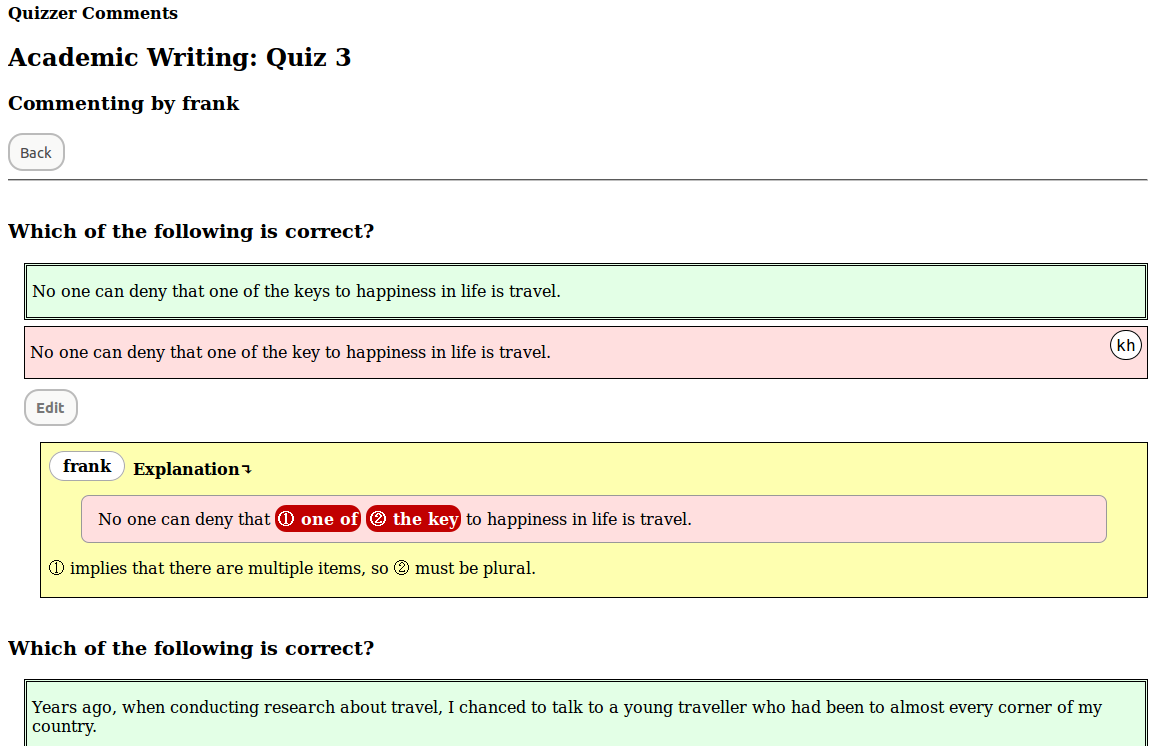 Quizzer Comments
Academic Writing: Quiz 3
Commenting by frank
Back
Which of the following is correct?
No one can deny that one of the keys to happiness in life is travel.
No one can deny that one of the key to happiness in life is travel.
kh
Edit
frank Explanation↴
No one can deny that ① one of ② the key to happiness in life is travel.
① implies that there are multiple items, so ② must be plural.
Which of the following is correct?
Years ago, when conducting research about travel, I chanced to talk to a young traveller who had been to almost every corner of my
country.